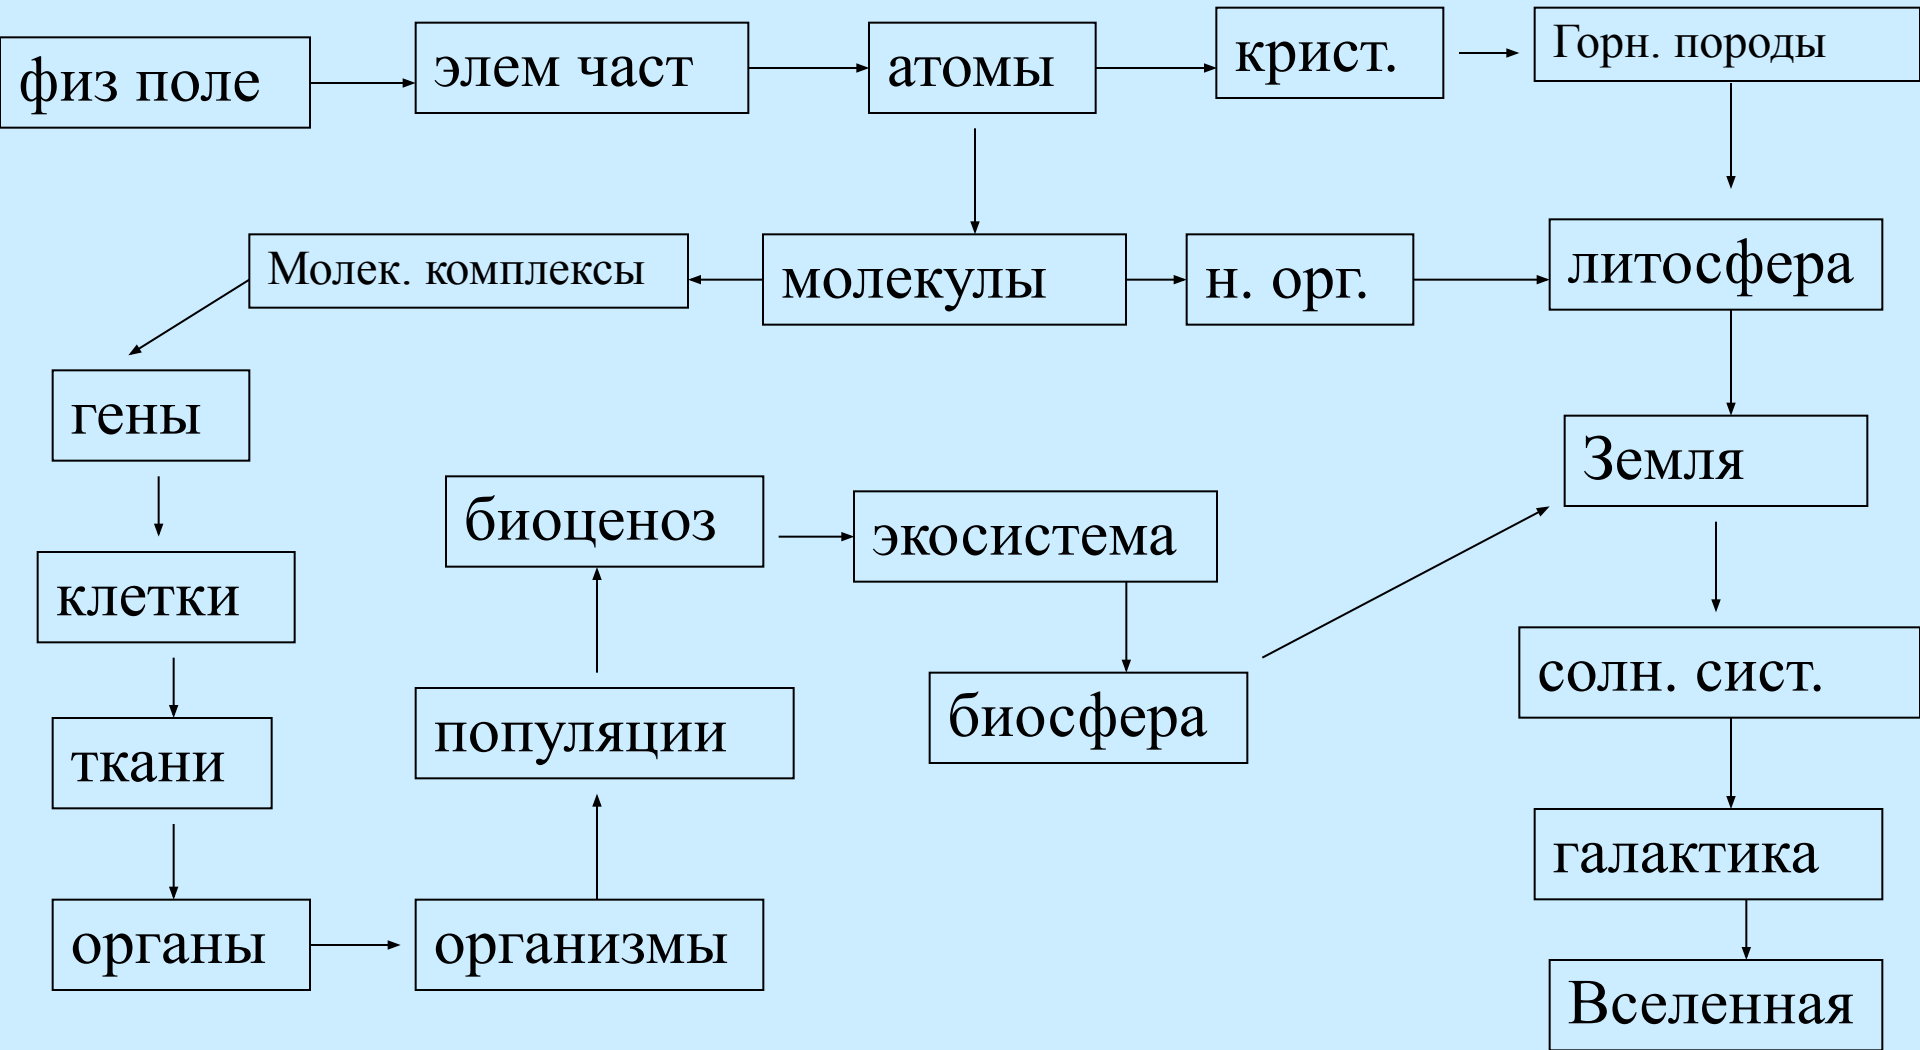 физ поле
элем част
атомы
крист.
Горн. породы
Молек. комплексы
молекулы
н. орг.
литосфера
гены
Земля
биоценоз
экосистема
клетки
солн. сист.
популяции
биосфера
ткани
галактика
органы
организмы
Вселенная